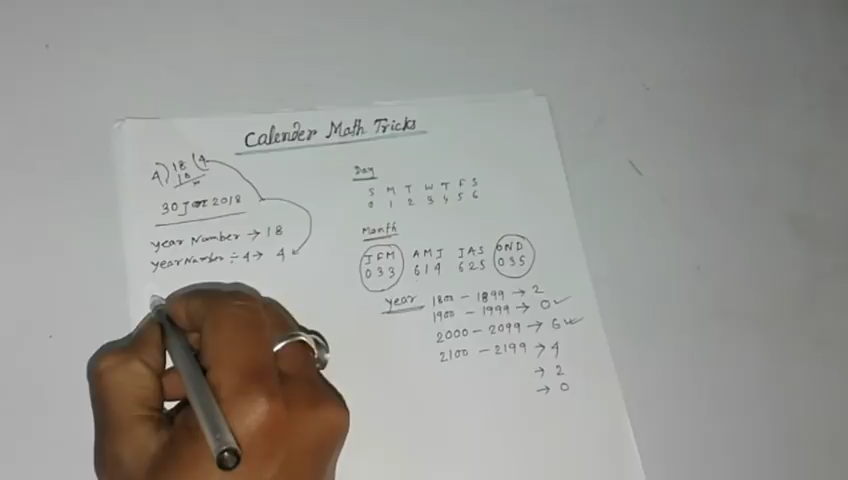 Calender Math Tricks
4) 18 (4
30 2018
year Number → 18
year Number ÷ 4 → 4
Day
S M T W T F S
0 1 2 3 4 5 6
Month
JFM AMJ JAS OND
033 614 625 035
year 1800 - 1899 → 2
1900 - 1999 → 0 ✓
2000 - 2099 → 6 ✓
2100 - 2199 → 4
→ 2
→ 0